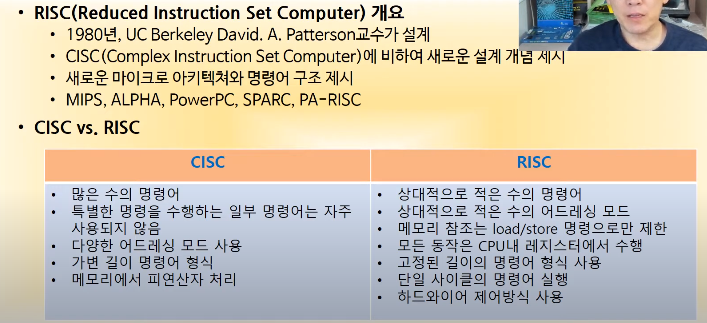 • RISC(Reduced Instruction Set Computer) 개요
• 1980년, UC Berkeley David. A. Patterson교수가 설계
• CISC(Complex Instruction Set Computer)에 비하여 새로운 설계 개념 제시
• 새로운 마이크로 아키텍쳐와 명령어 구조 제시
• MIPS, ALPHA, PowerPC, SPARC, PA-RISC
• CISC vs. RISC
CISC
• 많은 수의 명령어
• 특별한 명령을 수행하는 일부 명령어는 자주
사용되지 않음
• 다양한 어드레싱 모드 사용
• 가변 길이 명령어 형식
• 메모리에서 피연산자 처리
RISC
• 상대적으로 적은 수의 명령어
• 상대적으로 적은 수의 어드레싱 모드
• 메모리 참조는 load/store 명령으로만 제한
• 모든 동작은 CPU내 레지스터에서 수행
• 고정된 길이의 명령어 형식 사용
• 단일 사이클의 명령어 실행
• 하드와이어 제어방식 사용